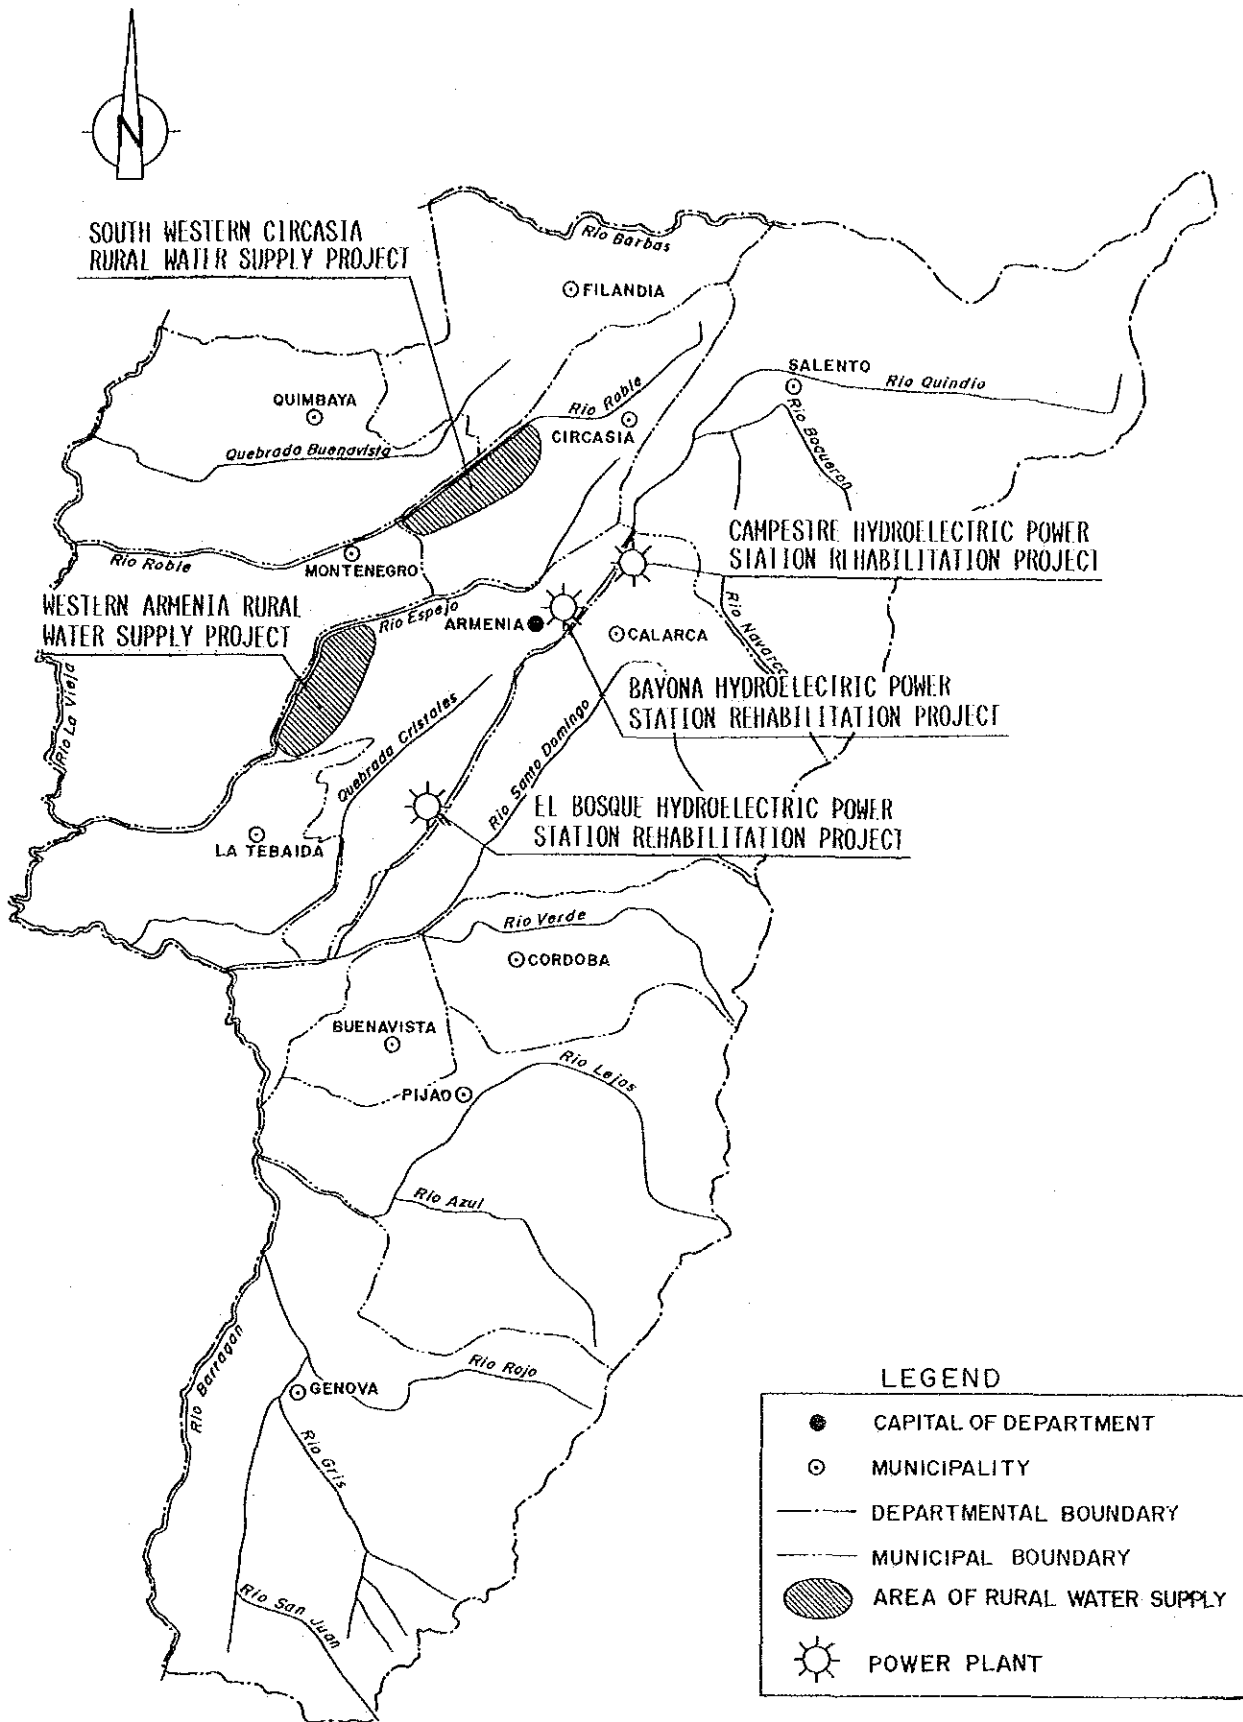 N
SOUTH WESTERN CIRCASIA
RURAL WATER SUPPLY PROJECT
Rio Barbas
FILANDIA
SALENTO
Rio Quindio
QUIMBAYA
Rio Roble
CIRCASIA
Rio Boqueron
Quebrada Buenavista
CAMPESTRE HYDROELECTRIC POWER
STATION REHABILITATION PROJECT
Rio Roble
MONTENEGRO
WESTERN ARMENIA RURAL
WATER SUPPLY PROJECT
Rio Espejo
ARMENIA
CALARCA
Rio Navarco
BAYONA HYDROELECTRIC POWER
STATION REHABILITATION PROJECT
Rio La Vieja
Quebrada Cristales
Rio Santo Domingo
EL BOSQUE HYDROELECTRIC POWER
STATION REHABILITATION PROJECT
LA TEBAIDA
Rio Verde
CORDOBA
BUENAVISTA
Rio Lejos
PIJAO
Rio Azul
Rio Barragan
Rio Rojo
GENOVA
Rio Gris
Rio San Juan
LEGEND
CAPITAL OF DEPARTMENT
MUNICIPALITY
DEPARTMENTAL BOUNDARY
MUNICIPAL BOUNDARY
AREA OF RURAL WATER SUPPLY
POWER PLANT